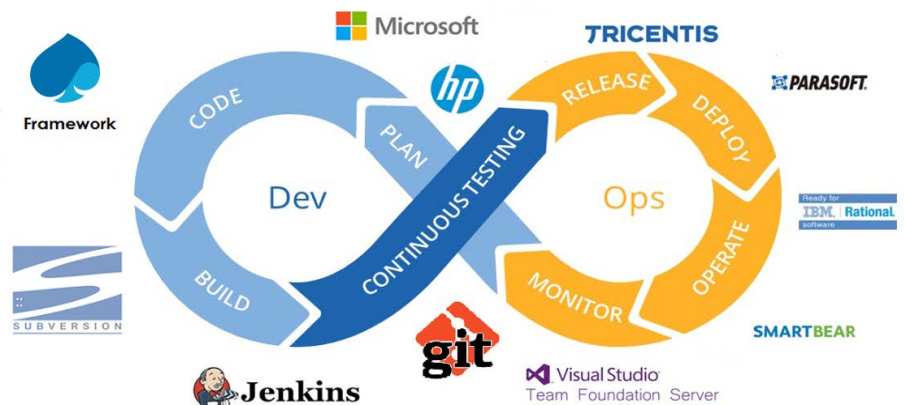 Microsoft
TRICENTIS
hp
PARASOFT.
Framework
CODE
PLAN
RELEASE
DEPLOY
Dev
CONTINUOUS TESTING
Ops
Ready for
IBM. Rational.
software
BUILD
MONITOR
OPERATE
SUBVERSION
git
SMARTBEAR
Jenkins
Visual Studio
Team Foundation Server